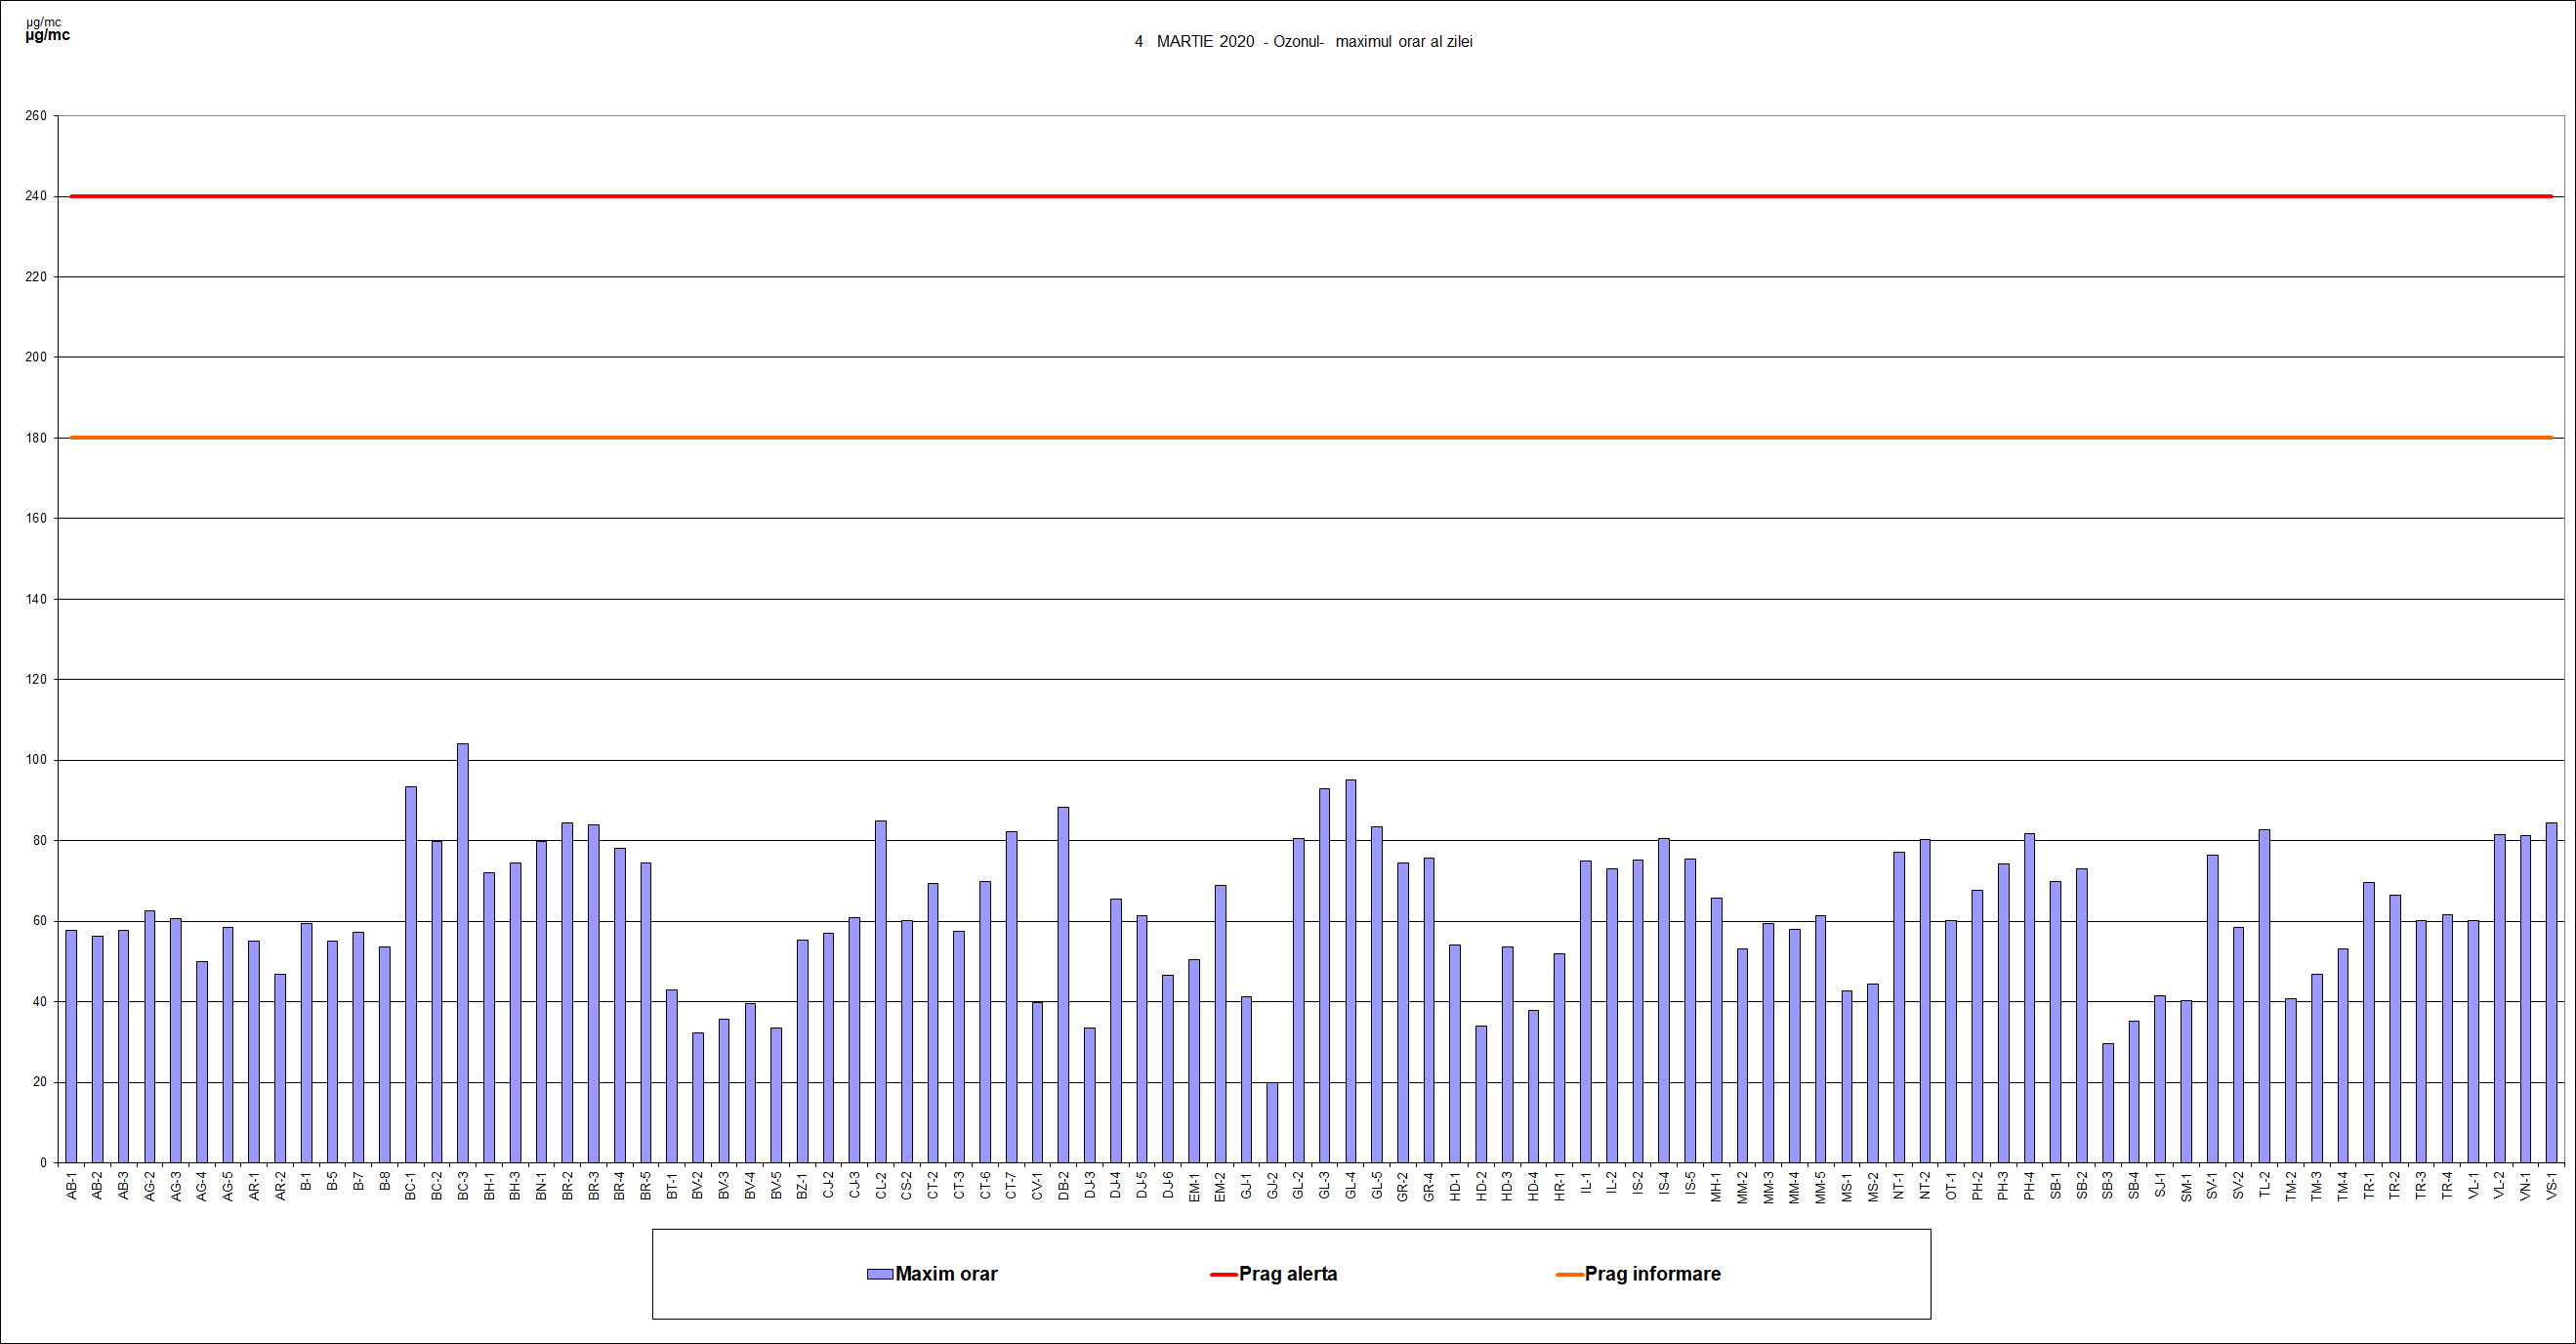 µg/mc
µg/mc
4 MARTIE 2020 - Ozonul- maximul orar al zilei
260
240
220
200
180
160
140
120
100
80
60
40
20
0
AB-1 AB-2 AB-3 AG-2 AG-3 AG-4 AG-5 AR-1 AR-2 B-1 B-5 B-7 B-8 BC-1 BC-2 BC-3 BH-1 BH-3 BN-1 BR-2 BR-3 BR-4 BR-5 BT-1 BV-2 BV-3 BV-4 BV-5 BZ-1 CJ-2 CJ-3 CL-2 CS-2 CT-2 CT-3 CT-6 CT-7 CV-1 DB-2 DJ-3 DJ-4 DJ-5 DJ-6 EM-1 EM-2 GJ-1 GJ-2 GL-2 GL-3 GL-4 GL-5 GR-2 GR-4 HD-1 HD-2 HD-3 HD-4 HR-1 IL-1 IL-2 IS-2 IS-4 IS-5 MH-1 MM-2 MM-3 MM-4 MM-5 MS-1 MS-2 NT-1 NT-2 OT-1 PH-2 PH-3 PH-4 SB-1 SB-2 SB-3 SB-4 SJ-1 SM-1 SV-1 SV-2 TL-2 TM-2 TM-3 TM-4 TR-1 TR-2 TR-3 TR-4 VL-1 VL-2 VN-1 VS-1
Maxim orar Prag alerta Prag informare